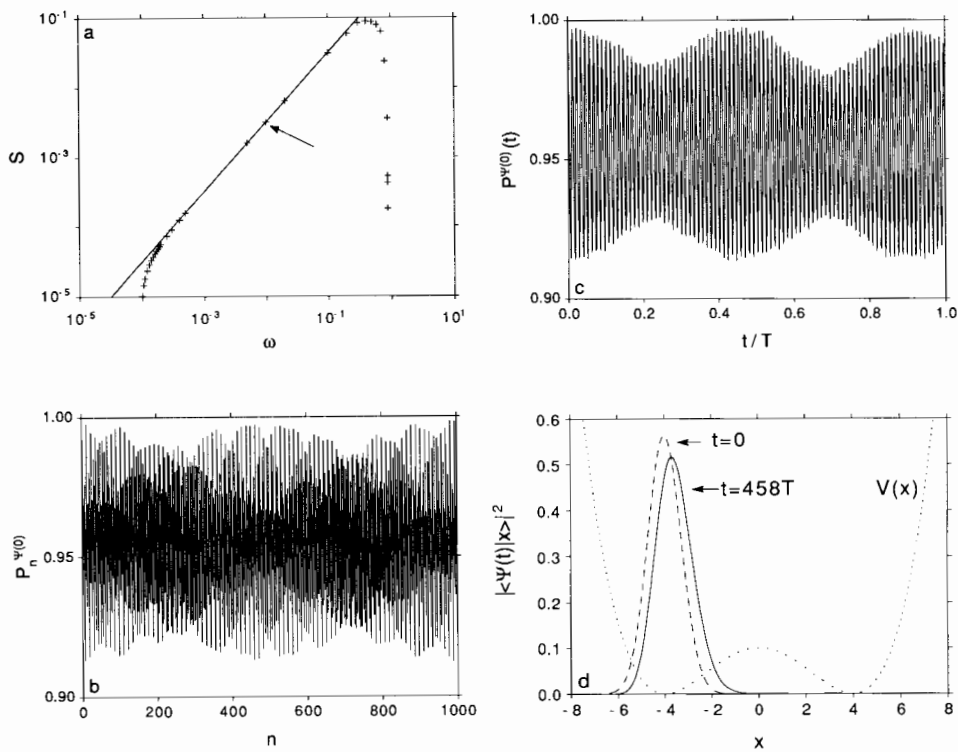 a
S
10⁻¹
10⁻³
10⁻⁵
10⁻⁵
10⁻³
10⁻¹
10¹
ω
c
P^Ψ(0)(t)
1.00
0.95
0.90
0.0
0.2
0.4
0.6
0.8
1.0
t / T
b
Pₙ^Ψ(0)
1.00
0.95
0.90
0
200
400
600
800
1000
n
d
|<Ψ(t)|x>|²
0.6
0.5
0.4
0.3
0.2
0.1
0.0
t=0
t=458T
V(x)
-8
-6
-4
-2
0
2
4
6
8
x